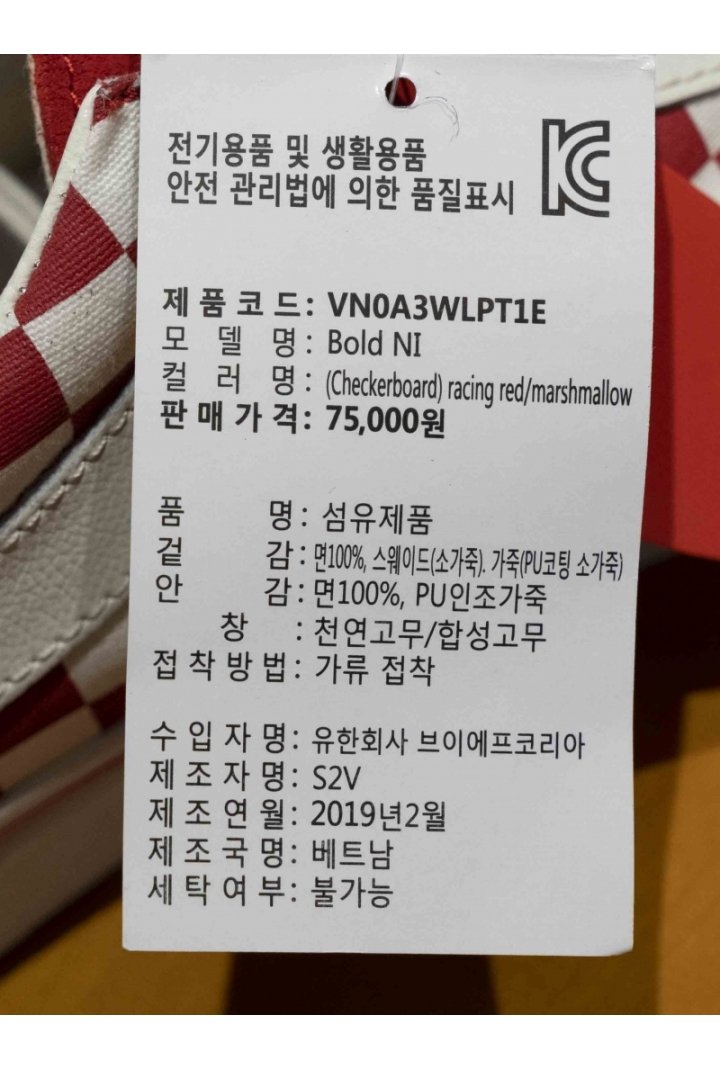 전기용품 및 생활용품
안전 관리법에 의한 품질표시
제 품 코 드 : VN0A3WLPT1E
모 델 명 : Bold NI
컬 러 명 : (Checkerboard) racing red/marshmallow
판 매 가 격 : 75,000원
품 명 : 섬유제품
겉 감 : 면100%, 스웨이드(소가죽). 가죽(PU코팅 소가죽)
안 감 : 면100%, PU인조가죽
창 : 천연고무/합성고무
접 착 방 법 : 가류 접착
수 입 자 명 : 유한회사 브이에프코리아
제 조 자 명 : S2V
제 조 연 월 : 2019년2월
제 조 국 명 : 베트남
세 탁 여 부 : 불가능